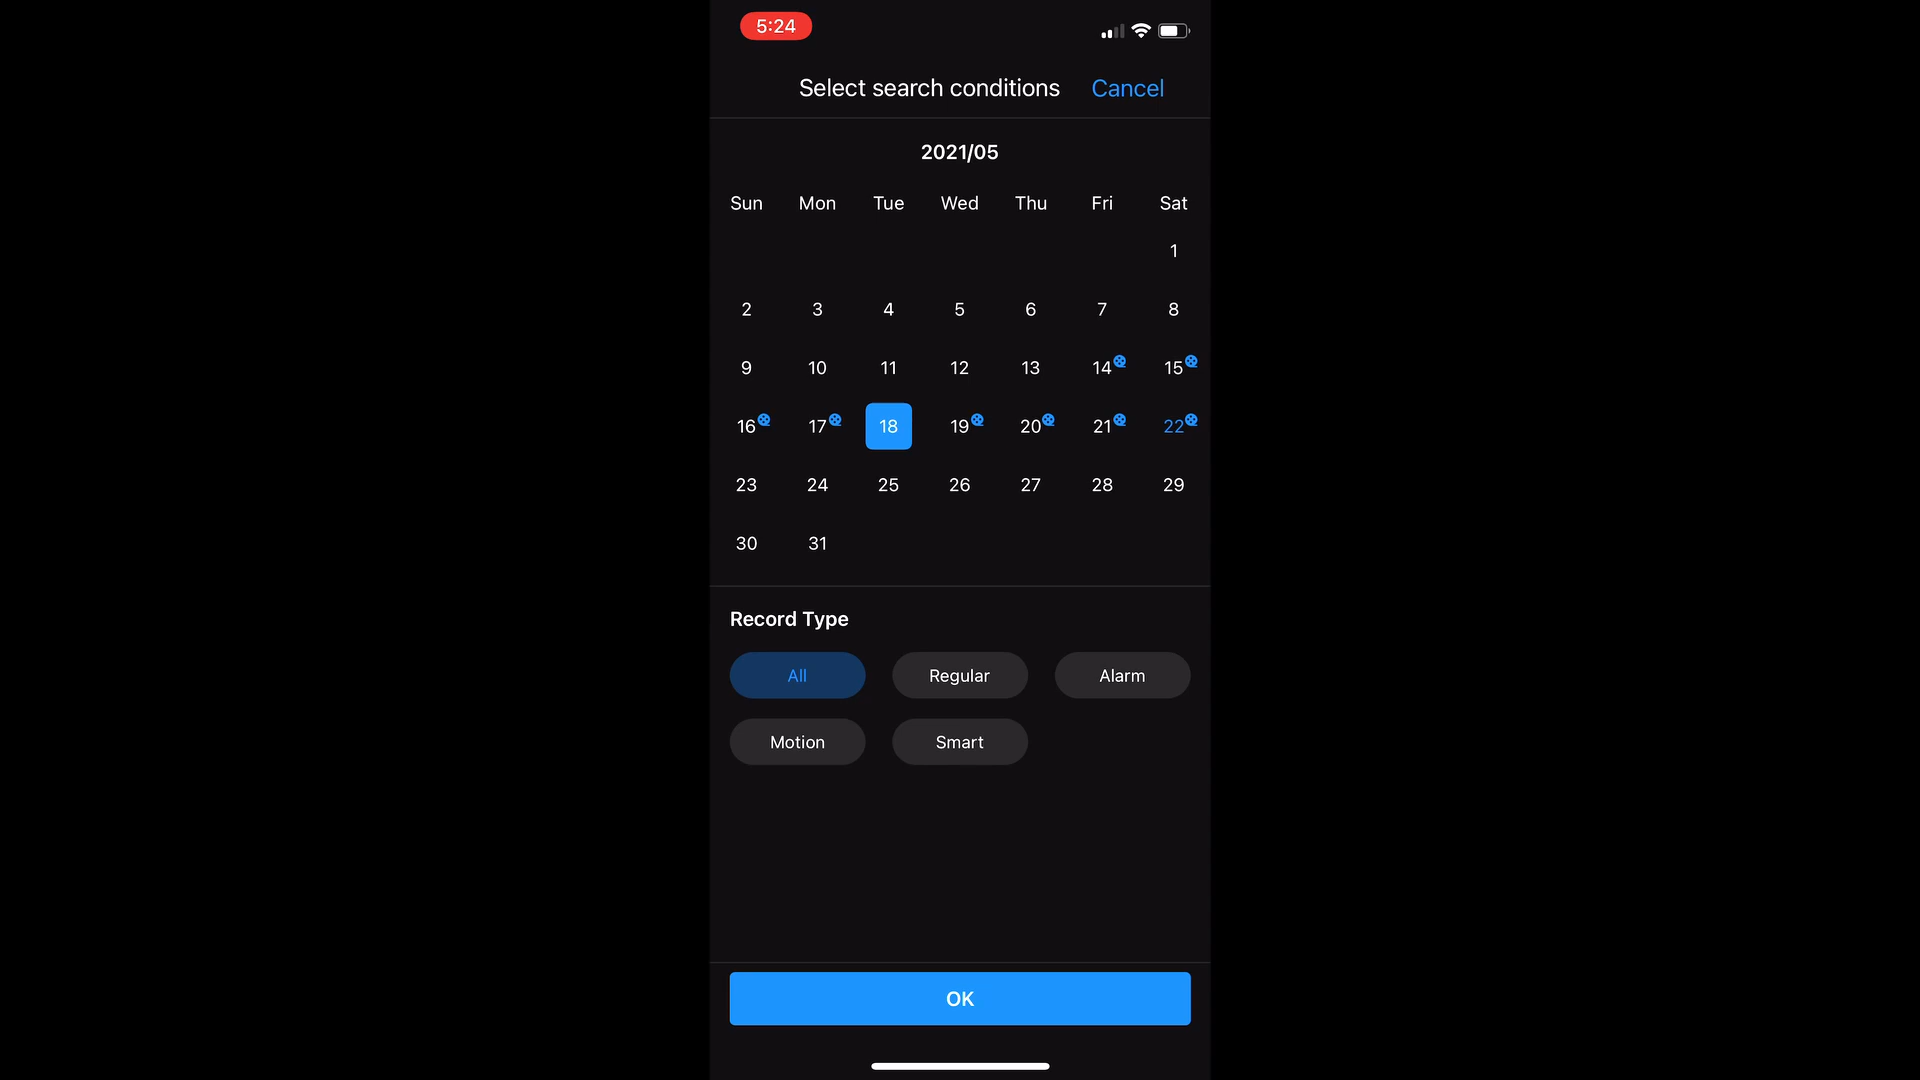 5:24
Select search conditions Cancel
2021/05
Sun Mon Tue Wed Thu Fri Sat
1
2 3 4 5 6 7 8
9 10 11 12 13 14 15
16 17 18 19 20 21 22
23 24 25 26 27 28 29
30 31
Record Type
All Regular Alarm
Motion Smart
OK